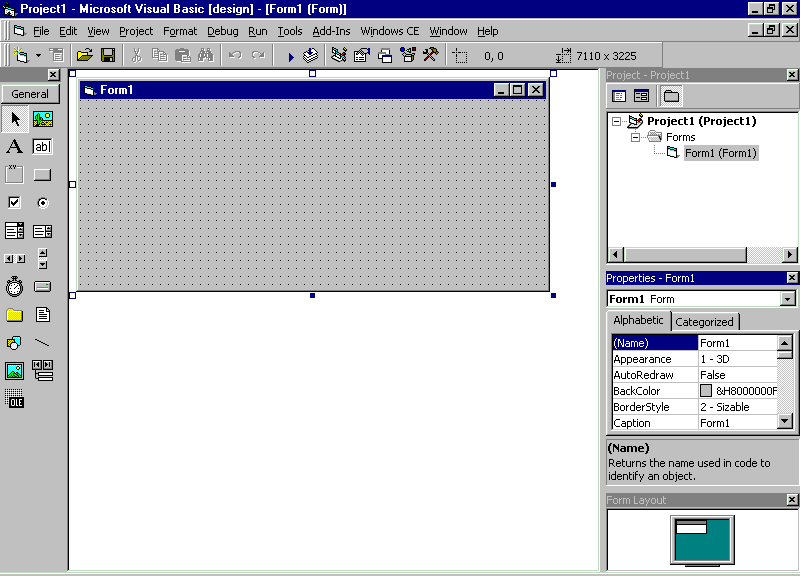 Project1 - Microsoft Visual Basic [design] - [Form1 (Form)]
File Edit View Project Format Debug Run Tools Add-Ins Windows CE Window Help
0, 0 7110 x 3225
General
A
ab|
xy
OLE
Form1
Project - Project1
Project1 (Project1)
Forms
Form1 (Form1)
Properties - Form1
Form1 Form
Alphabetic Categorized
(Name) Form1
Appearance 1 - 3D
AutoRedraw False
BackColor &H8000000F
BorderStyle 2 - Sizable
Caption Form1
(Name)
Returns the name used in code to
identify an object.
Form Layout